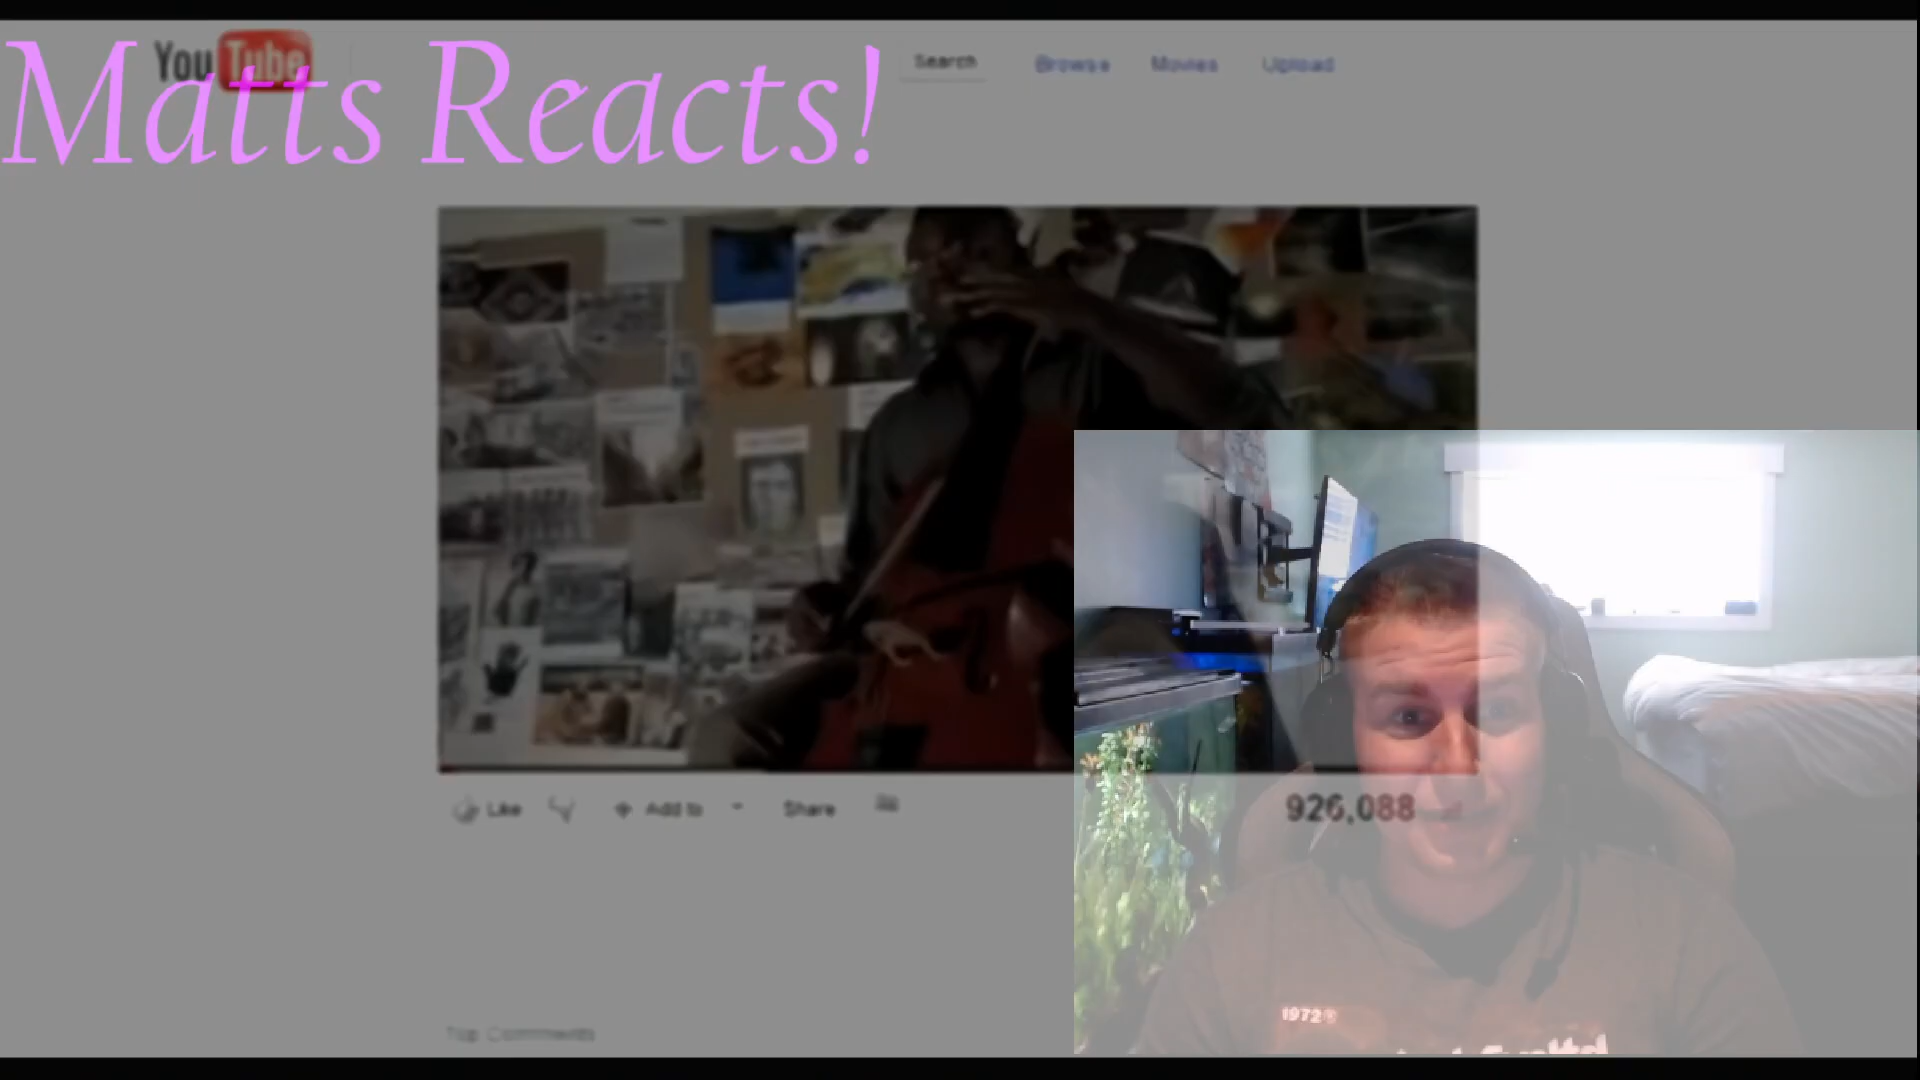 YouTube
Matts Reacts!
Search
Browse
Movies
Upload
Like
Add to
Share
926,088
1972®
Top Comments